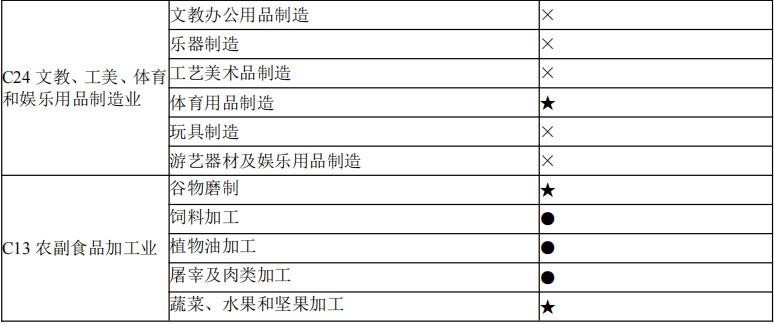 C24 文教、工美、体育
和娱乐用品制造业
文教办公用品制造 ×
乐器制造 ×
工艺美术品制造 ×
体育用品制造 ★
玩具制造 ×
游艺器材及娱乐用品制造 ×
C13 农副食品加工业
谷物磨制 ★
饲料加工 ●
植物油加工 ●
屠宰及肉类加工 ●
蔬菜、水果和坚果加工 ★